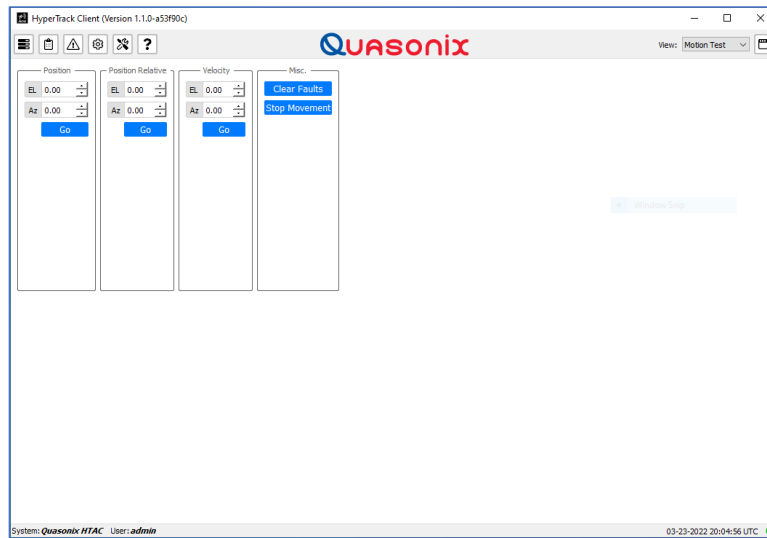 HyperTrack Client (Version 1.1.0-a53f90c)
? Quasonix View: Motion Test
Position Position Relative Velocity Misc.
EL 0.00 EL 0.00 EL 0.00 Clear Faults
Az 0.00 Az 0.00 Az 0.00 Stop Movement
Go Go Go
Window Snip
System: Quasonix HTAC User: admin 03-23-2022 20:04:56 UTC